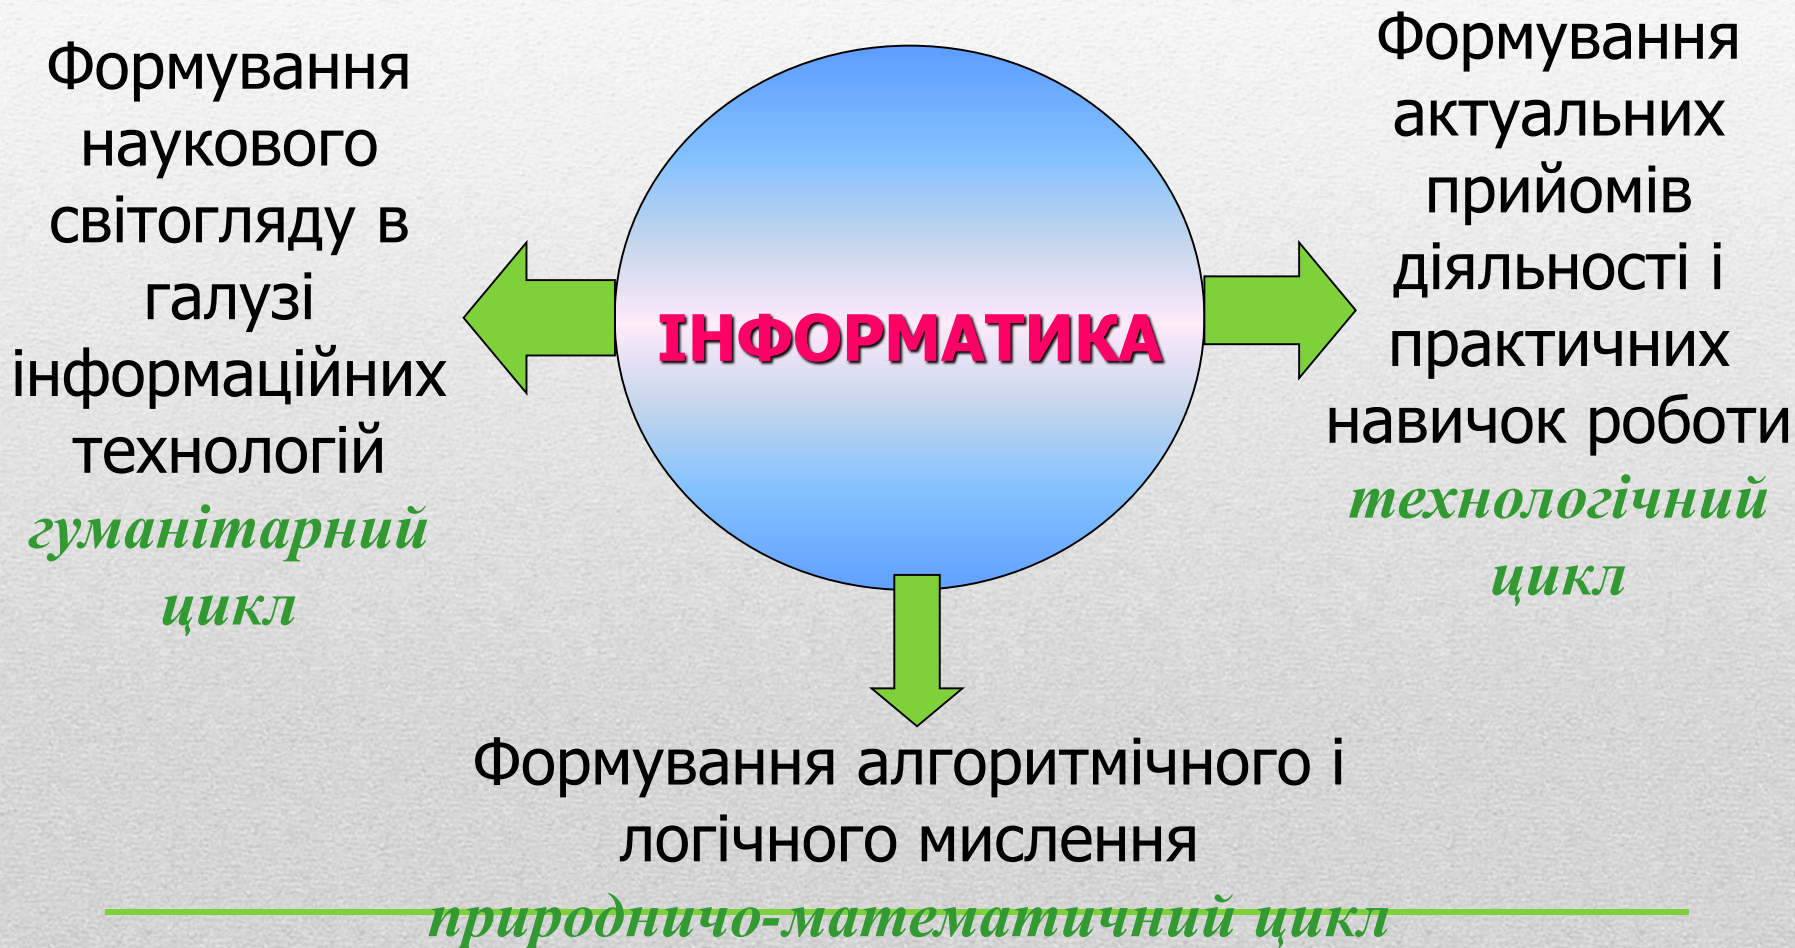 Формування
наукового
світогляду в
галузі
інформаційних
технологій
гуманітарний
цикл
ІНФОРМАТИКА
Формування
актуальних
прийомів
діяльності і
практичних
навичок роботи
технологічний
цикл
Формування алгоритмічного і
логічного мислення
природничо-математичний цикл